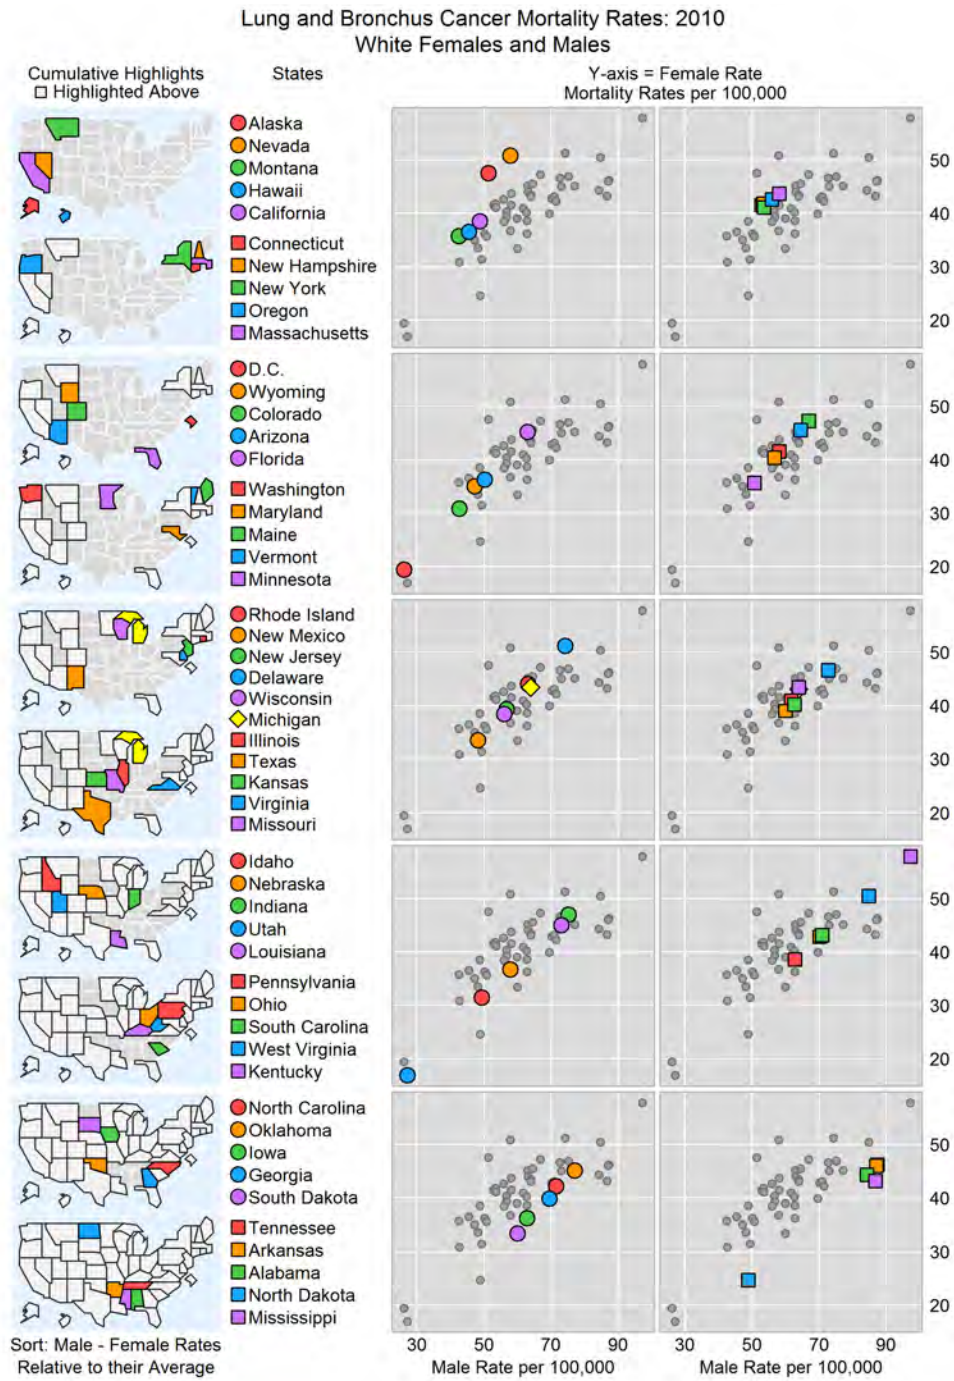 Lung and Bronchus Cancer Mortality Rates: 2010
White Females and Males
Cumulative Highlights
Highlighted Above
States
Y-axis = Female Rate
Mortality Rates per 100,000
Alaska
Nevada
Montana
Hawaii
California
Connecticut
New Hampshire
New York
Oregon
Massachusetts
50
40
30
20
D.C.
Wyoming
Colorado
Arizona
Florida
Washington
Maryland
Maine
Vermont
Minnesota
50
40
30
20
Rhode Island
New Mexico
New Jersey
Delaware
Wisconsin
Michigan
Illinois
Texas
Kansas
Virginia
Missouri
50
40
30
20
Idaho
Nebraska
Indiana
Utah
Louisiana
Pennsylvania
Ohio
South Carolina
West Virginia
Kentucky
50
40
30
20
North Carolina
Oklahoma
Iowa
Georgia
South Dakota
Tennessee
Arkansas
Alabama
North Dakota
Mississippi
50
40
30
20
Sort: Male - Female Rates
Relative to their Average
30 50 70 90
Male Rate per 100,000
30 50 70 90
Male Rate per 100,000